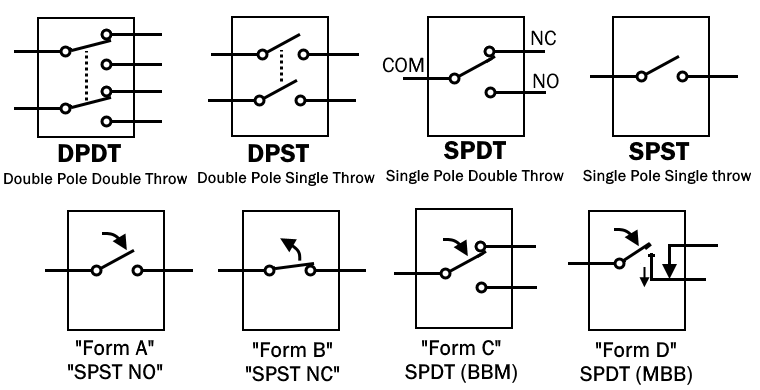 COM
NC
NO
DPDT
Double Pole Double Throw
DPST
Double Pole Single Throw
SPDT
Single Pole Double Throw
SPST
Single Pole Single throw
"Form A"
"SPST NO"
"Form B"
"SPST NC"
"Form C"
SPDT (BBM)
"Form D"
SPDT (MBB)